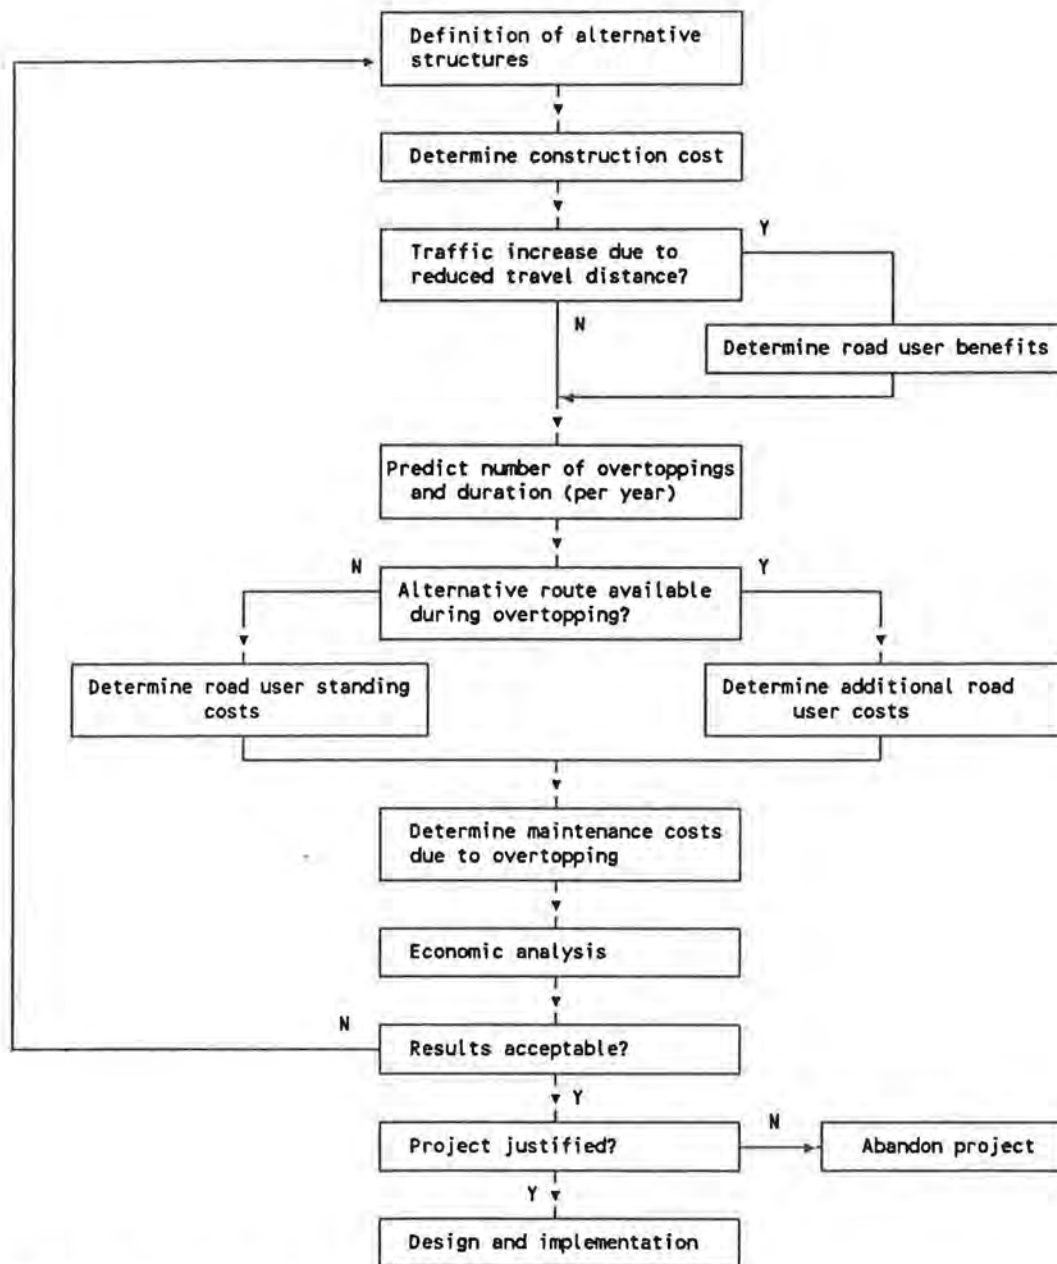 Definition of alternative
structures
Determine construction cost
Traffic increase due to
reduced travel distance?
Y
N
Determine road user benefits
Predict number of overtoppings
and duration (per year)
N
Alternative route available
during overtopping?
Y
Determine road user standing
costs
Determine additional road
user costs
Determine maintenance costs
due to overtopping
Economic analysis
N
Results acceptable?
Y
Project justified?
N
Abandon project
Y
Design and implementation